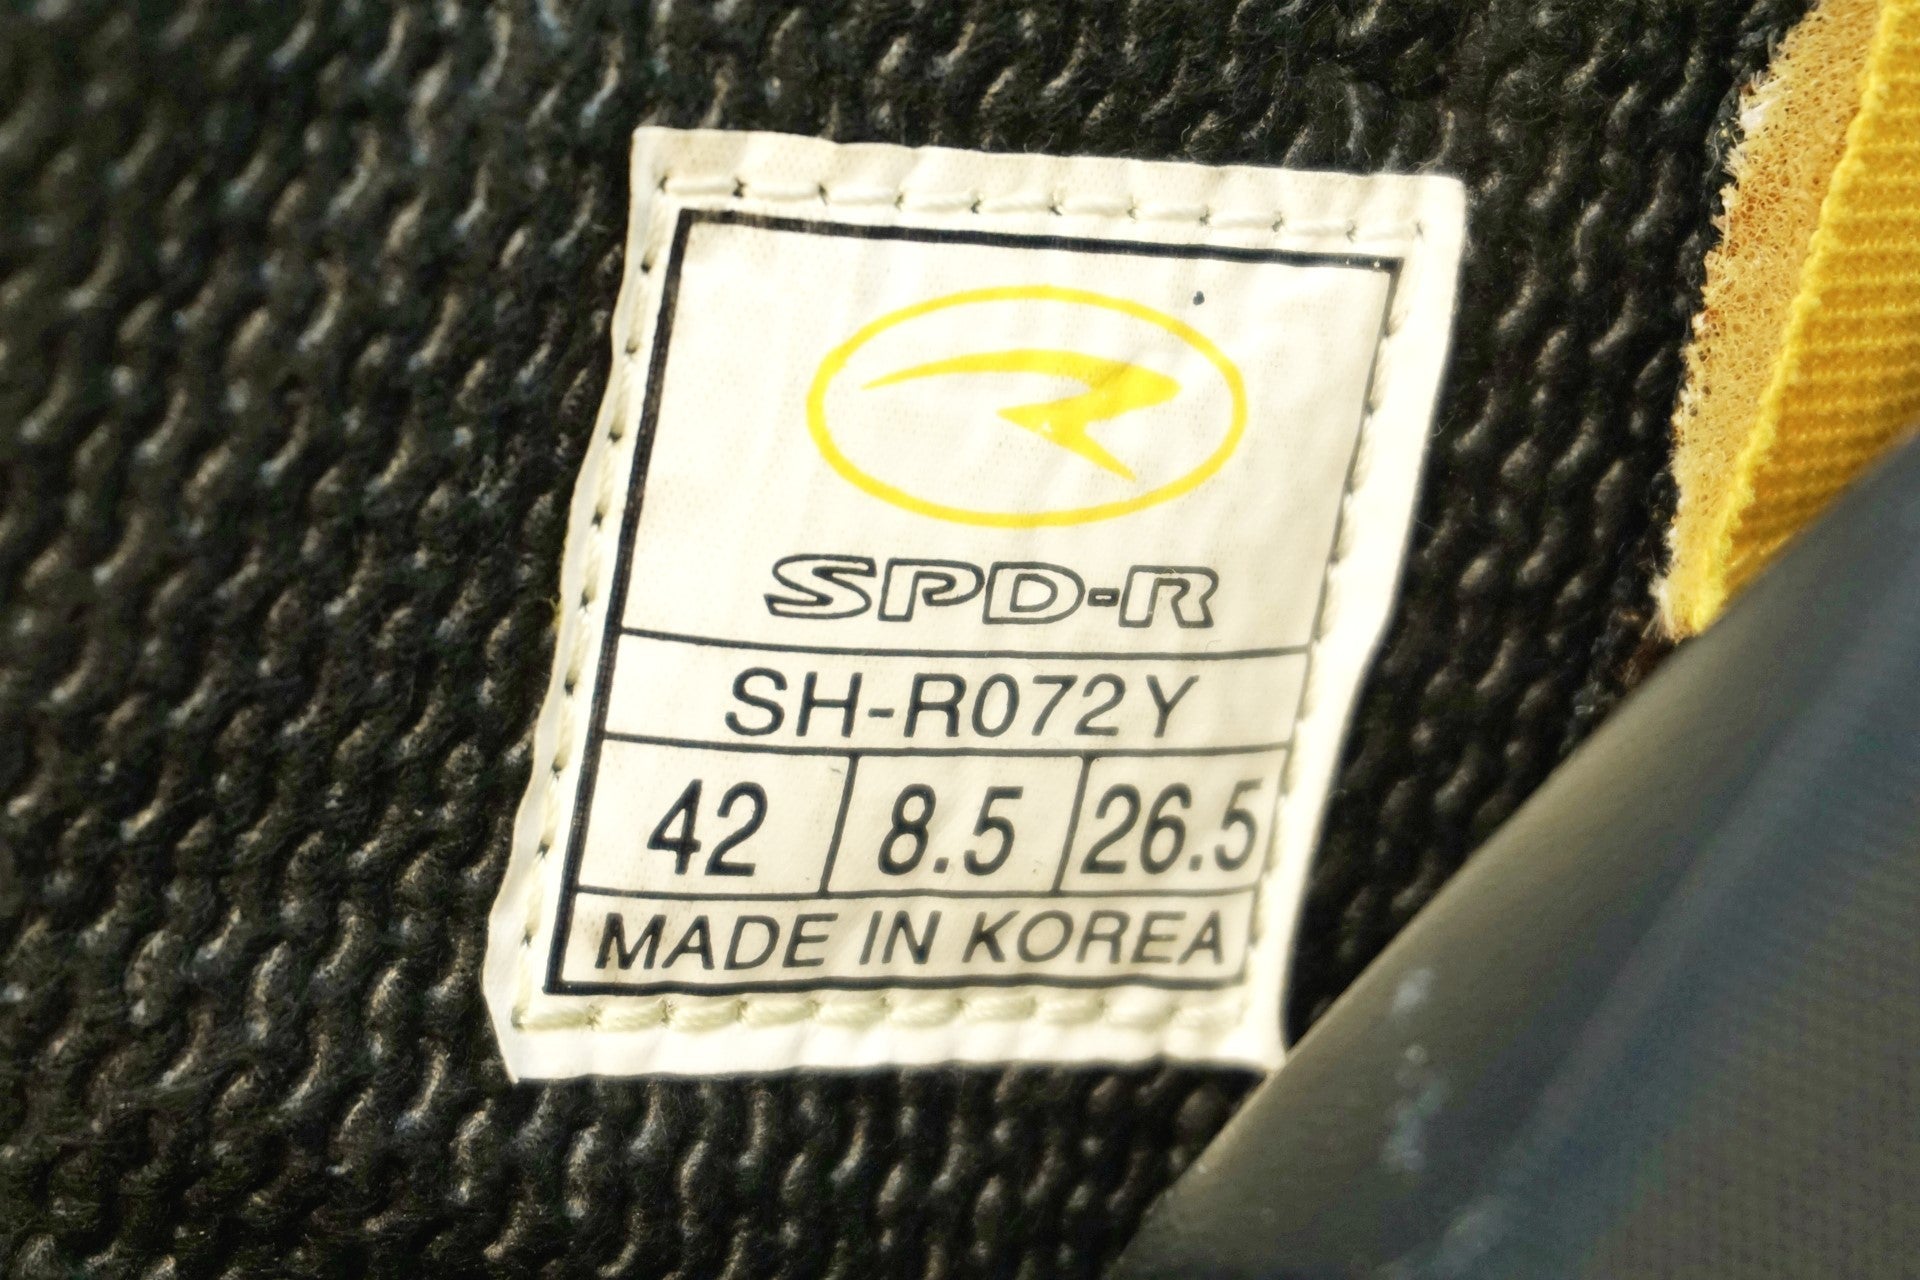 SPD-R
SH-R072Y
42 8.5 26.5
MADE IN KOREA